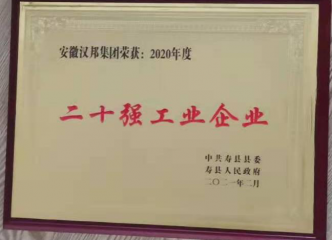 安徽汉邦集团荣获：2020年度
二十强工业企业
中共寿县县委
寿县人民政府
二〇二一年二月